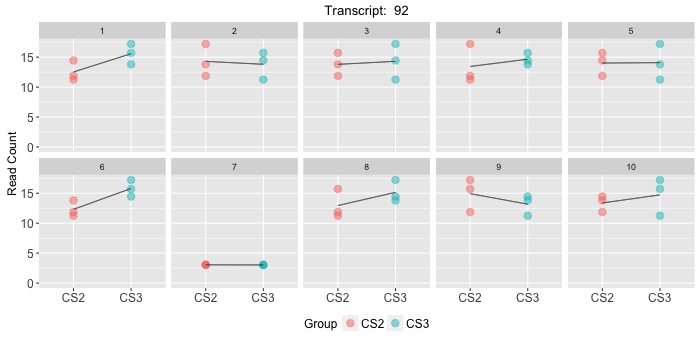 Transcript: 92
1 2 3 4 5
15
10
5
0
Read Count
6 7 8 9 10
15
10
5
0
CS2 CS3 CS2 CS3 CS2 CS3 CS2 CS3 CS2 CS3
Group CS2 CS3